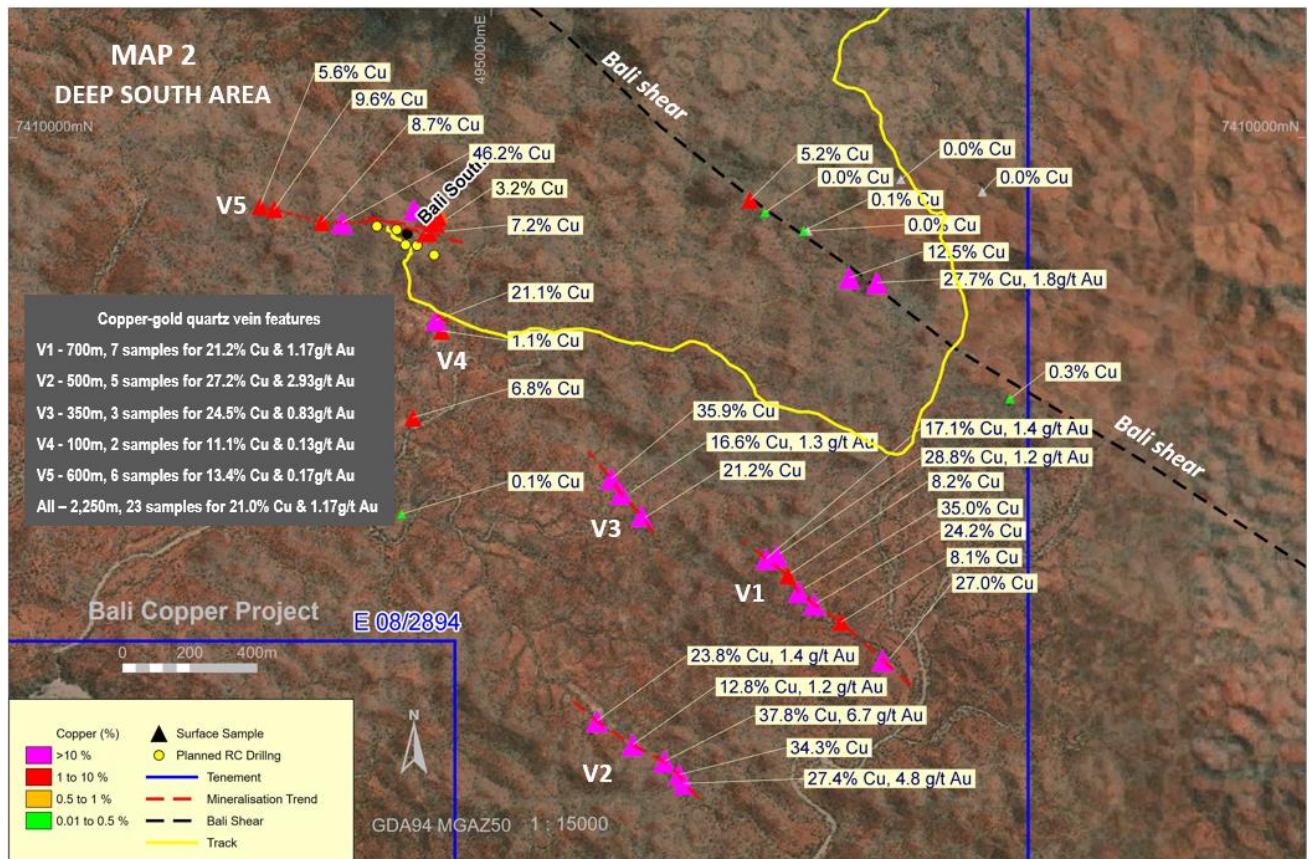 MAP 2
DEEP SOUTH AREA
495000mE
7410000mN
7410000mN
Bali shear
5.6% Cu
9.6% Cu
8.7% Cu
46.2% Cu
Bali South
3.2% Cu
7.2% Cu
V5
5.2% Cu
0.0% Cu
0.0% Cu
0.0% Cu
0.1% Cu
0.0% Cu
12.5% Cu
27.7% Cu, 1.8g/t Au
21.1% Cu
1.1% Cu
V4
6.8% Cu
0.1% Cu
0.3% Cu
Bali shear
Copper-gold quartz vein features
V1 - 700m, 7 samples for 21.2% Cu & 1.17g/t Au
V2 - 500m, 5 samples for 27.2% Cu & 2.93g/t Au
V3 - 350m, 3 samples for 24.5% Cu & 0.83g/t Au
V4 - 100m, 2 samples for 11.1% Cu & 0.13g/t Au
V5 - 600m, 6 samples for 13.4% Cu & 0.17g/t Au
All – 2,250m, 23 samples for 21.0% Cu & 1.17g/t Au
35.9% Cu
16.6% Cu, 1.3 g/t Au
21.2% Cu
V3
17.1% Cu, 1.4 g/t Au
28.8% Cu, 1.2 g/t Au
8.2% Cu
35.0% Cu
24.2% Cu
8.1% Cu
27.0% Cu
V1
23.8% Cu, 1.4 g/t Au
12.8% Cu, 1.2 g/t Au
37.8% Cu, 6.7 g/t Au
34.3% Cu
27.4% Cu, 4.8 g/t Au
V2
Bali Copper Project
E 08/2894
0 200 400m
Copper (%)
>10 %
1 to 10 %
0.5 to 1 %
0.01 to 0.5 %
Surface Sample
Planned RC Drillng
Tenement
Mineralisation Trend
Bali Shear
Track
N
GDA94 MGAZ50 1 : 15000